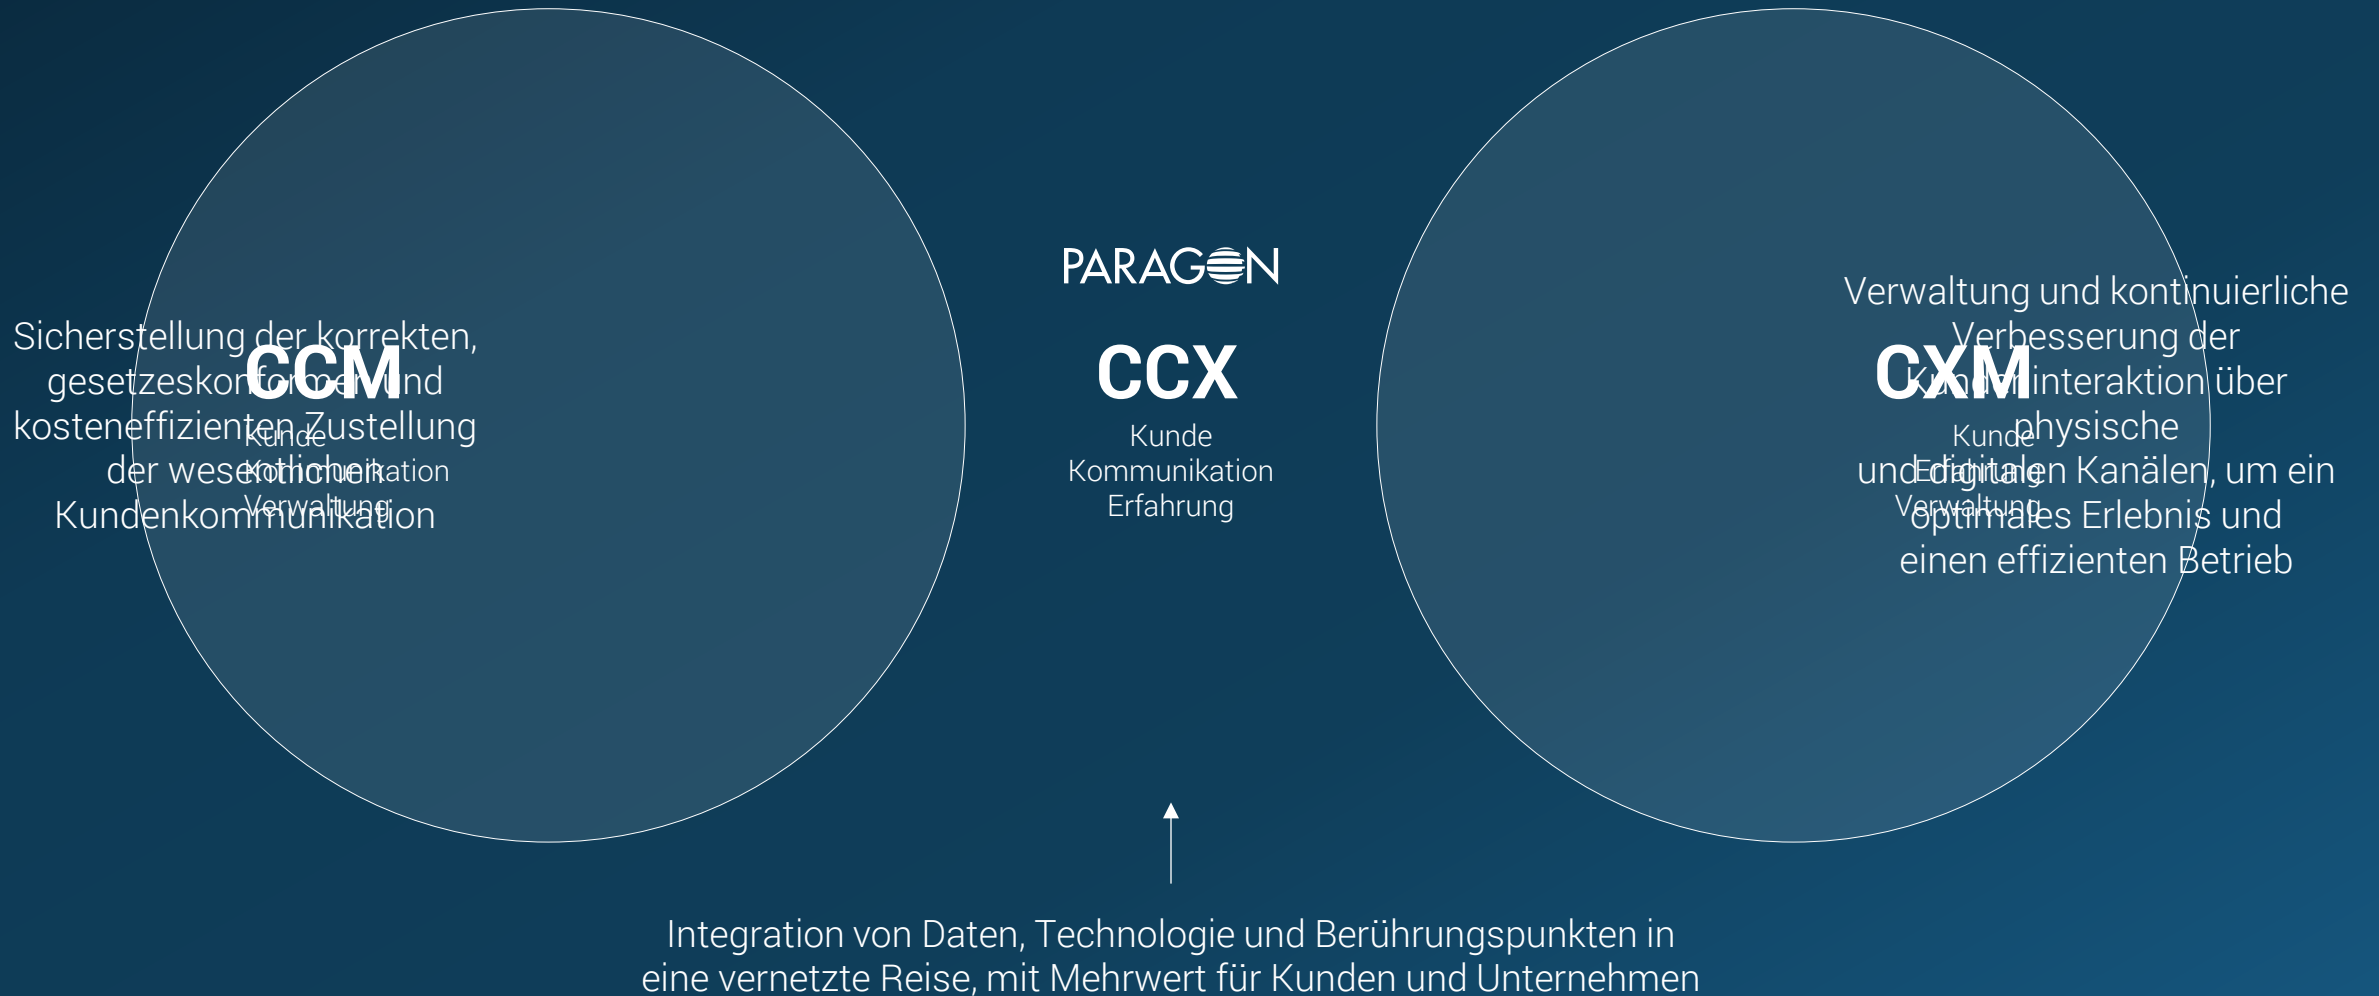 Sicherstellung der korrekten,
gesetzeskonformen und
kosteneffizienten Zustellung
der wesentlichen
Kundenkommunikation
CCM
Kunde
Kommunikation
Verwaltung
PARAGON
CCX
Kunde
Kommunikation
Erfahrung
CXM
Kunde
Erfahrung
Verwaltung
Verwaltung und kontinuierliche
Verbesserung der
Kundeninteraktion über
physische
und digitalen Kanälen, um ein
optimales Erlebnis und
einen effizienten Betrieb
Integration von Daten, Technologie und Berührungspunkten in
eine vernetzte Reise, mit Mehrwert für Kunden und Unternehmen